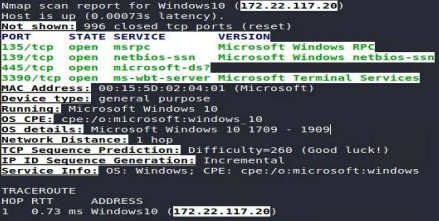 Nmap scan report for Windows10 (172.22.117.20)
Host is up (0.00073s latency).
Not shown: 996 closed tcp ports (reset)
PORT     STATE SERVICE       VERSION
135/tcp  open  msrpc         Microsoft Windows RPC
139/tcp  open  netbios-ssn   Microsoft Windows netbios-ssn
445/tcp  open  microsoft-ds?
3390/tcp open  ms-wbt-server Microsoft Terminal Services
MAC Address: 00:15:5D:02:04:01 (Microsoft)
Device type: general purpose
Running: Microsoft Windows 10
OS CPE: cpe:/o:microsoft:windows_10
OS details: Microsoft Windows 10 1709 - 1909
Network Distance: 1 hop
TCP Sequence Prediction: Difficulty=260 (Good luck!)
IP ID Sequence Generation: Incremental
Service Info: OS: Windows; CPE: cpe:/o:microsoft:windows
TRACEROUTE
HOP RTT     ADDRESS
1   0.73 ms Windows10 (172.22.117.20)